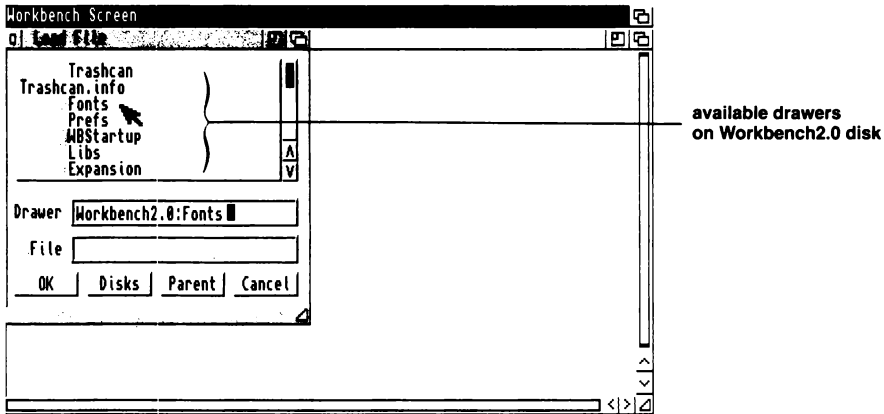 Workbench Screen
Load File
Trashcan
Trashcan.info
Fonts
Prefs
WBStartup
Libs
Expansion
available drawers
on Workbench2.0 disk
Drawer Workbench2.0:Fonts
File
OK Disks Parent Cancel